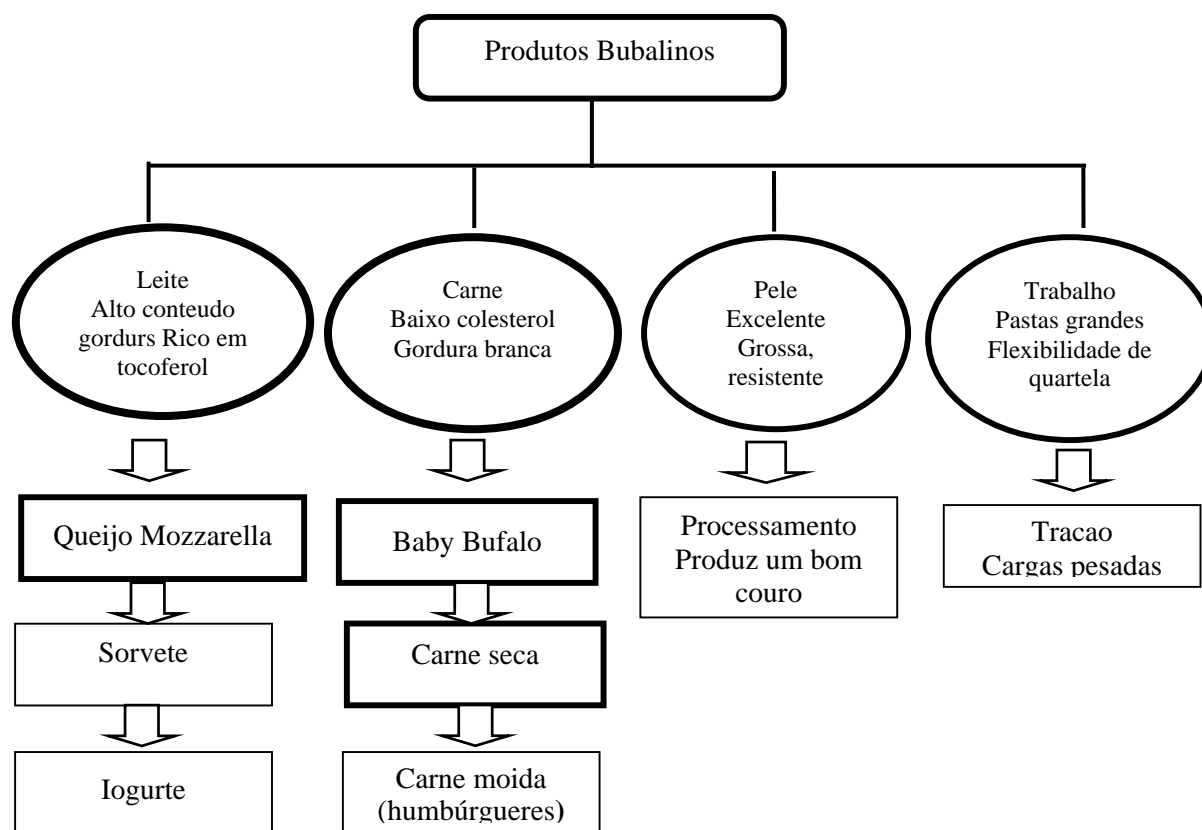 Produtos Bubalinos
Leite
Alto conteudo
gordurs Rico em
tocoferol
Carne
Baixo colesterol
Gordura branca
Pele
Excelente
Grossa,
resistente
Trabalho
Pastas grandes
Flexibilidade de
quartela
Queijo Mozzarella
Baby Bufalo
Processamento
Produz um bom
couro
Tracao
Cargas pesadas
Sorvete
Carne seca
Iogurte
Carne moida
(humbúrgueres)